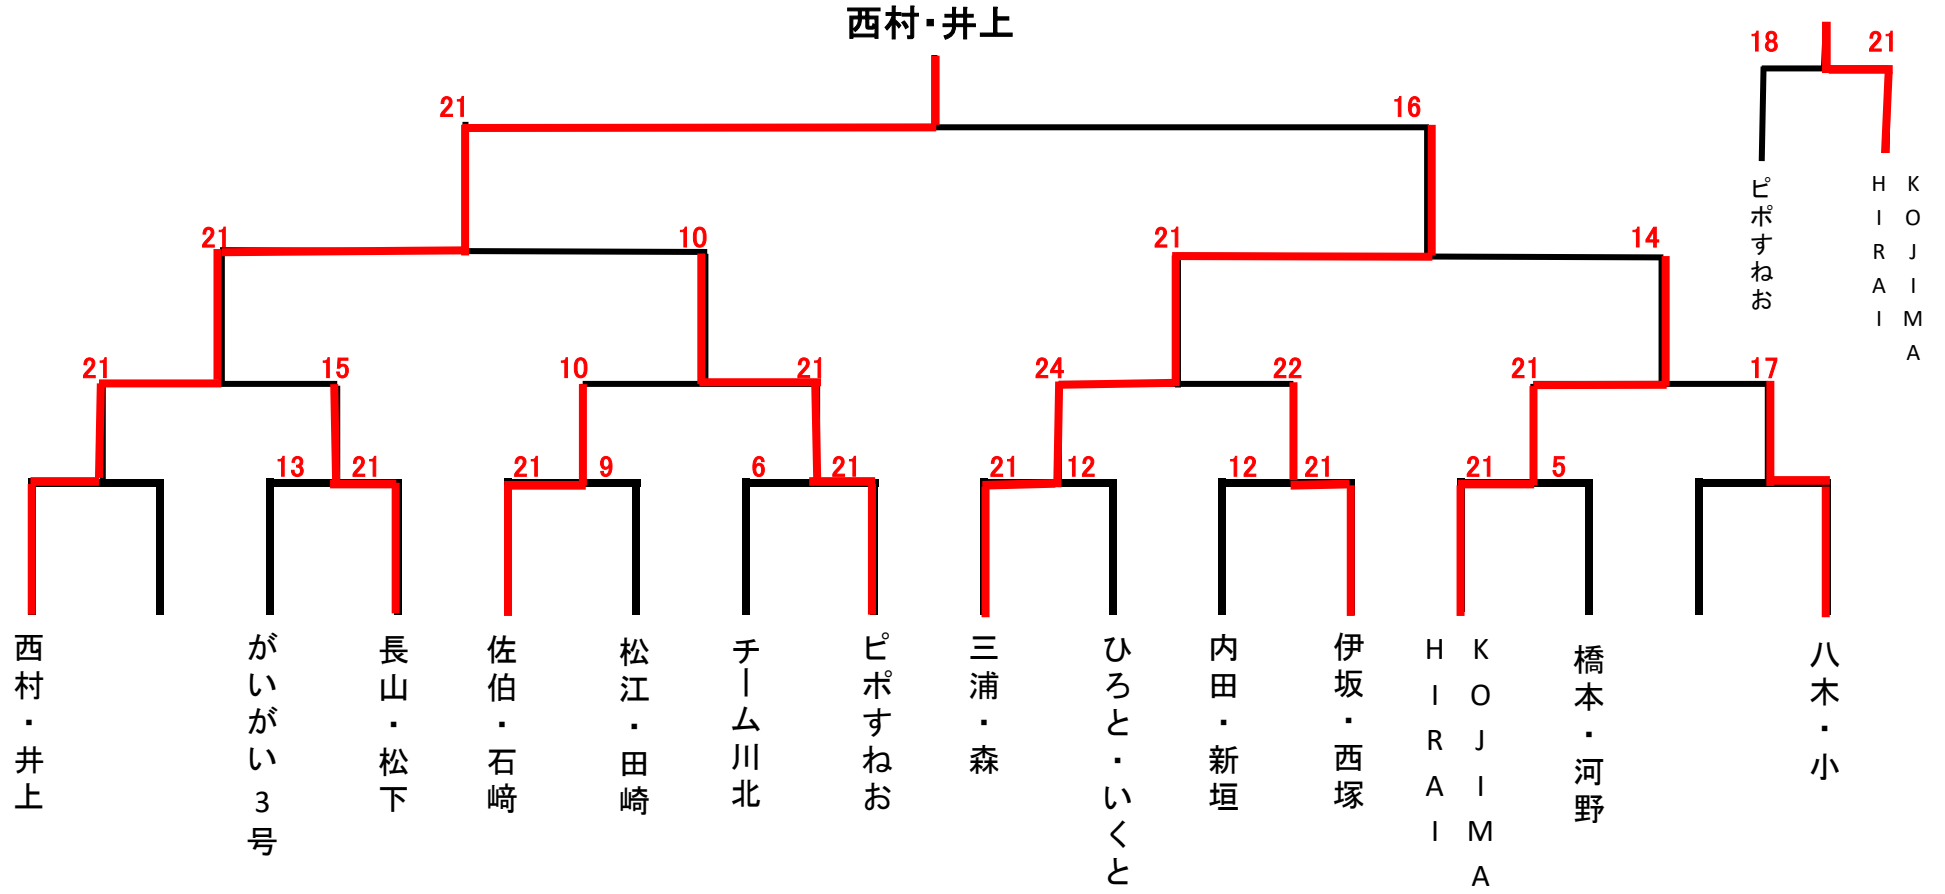 西村・井上
18 21
21 16
ピポすねお
KOJIMA
HIRAI
21 10 21 14
21 15 10 21 24 22 21 17
13 21 21 9 6 21 21 12 12 21 21 5
西村・井上
がいがい3号
長山・松下
佐伯・石﨑
松江・田崎
チーム川北
ピポすねお
三浦・森
ひろと・いくと
内田・新垣
伊坂・西塚
KOJIMA
HIRAI
橋本・河野
八木・小